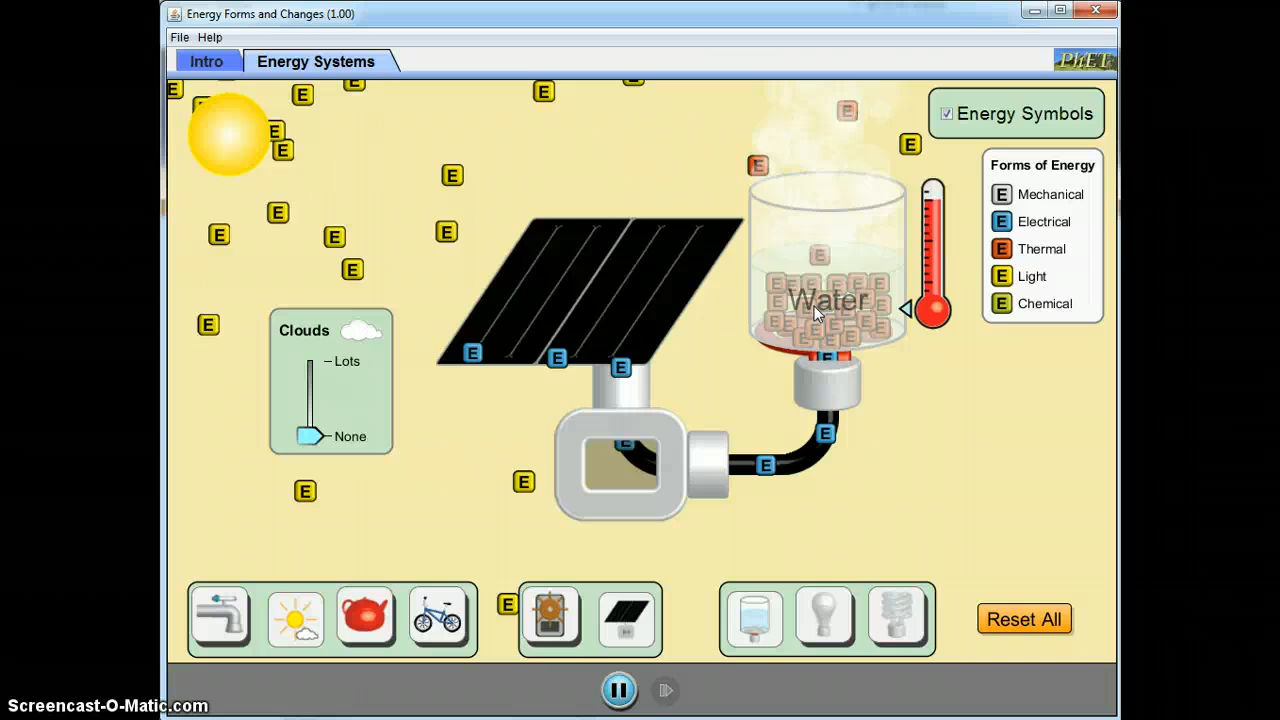 Energy Forms and Changes (1.00)
File Help
Intro
Energy Systems
PhET
Energy Symbols
Forms of Energy
E Mechanical
E Electrical
E Thermal
E Light
E Chemical
Water
Clouds
Lots
None
Reset All
Screencast-O-Matic.com